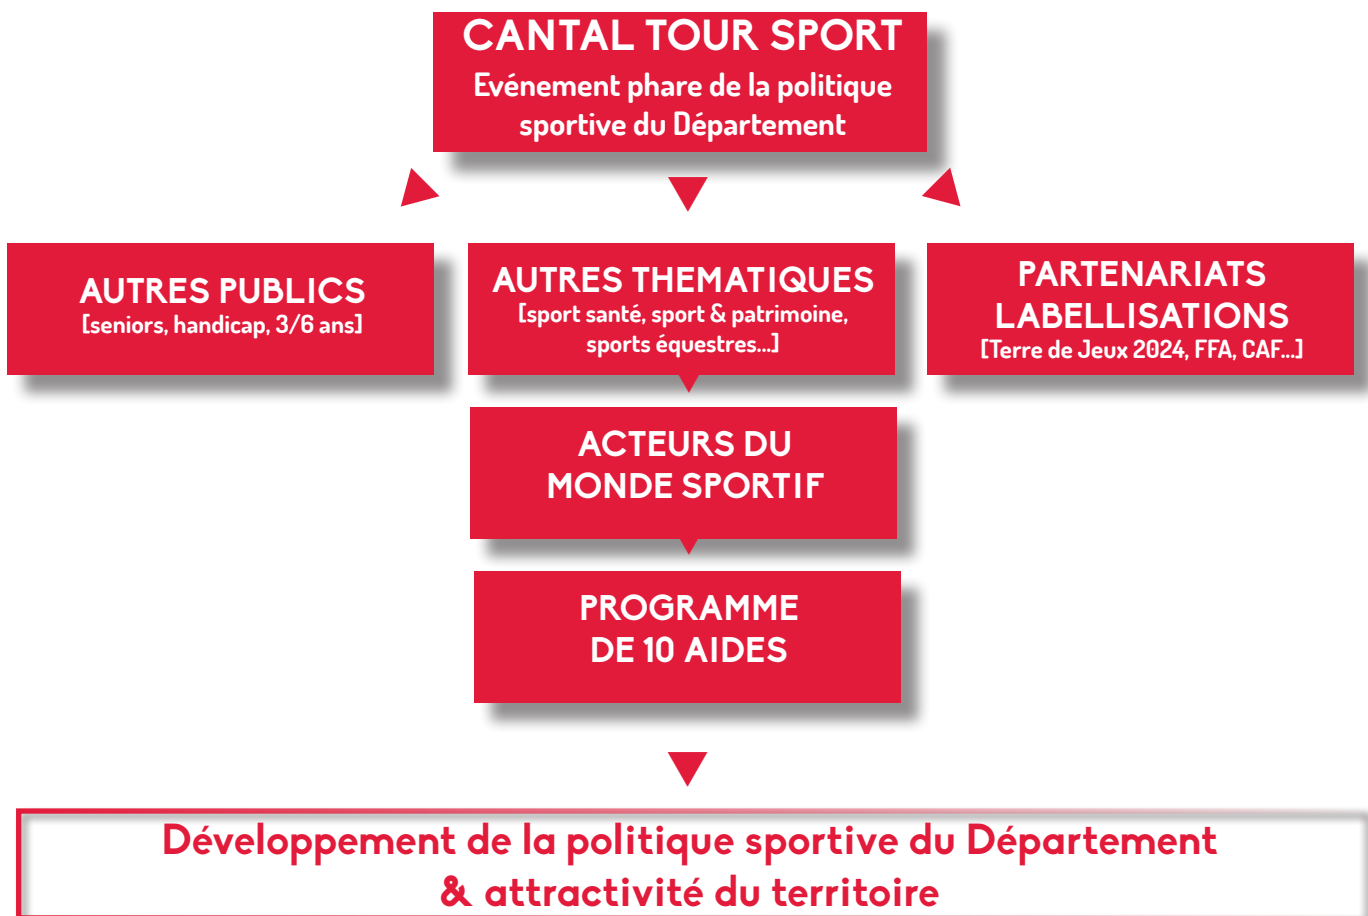 CANTAL TOUR SPORT
Evénement phare de la politique
sportive du Département
AUTRES PUBLICS
[seniors, handicap, 3/6 ans]
AUTRES THEMATIQUES
[sport santé, sport & patrimoine,
sports équestres...]
PARTENARIATS
LABELLISATIONS
[Terre de Jeux 2024, FFA, CAF...]
ACTEURS DU
MONDE SPORTIF
PROGRAMME
DE 10 AIDES
Développement de la politique sportive du Département
& attractivité du territoire